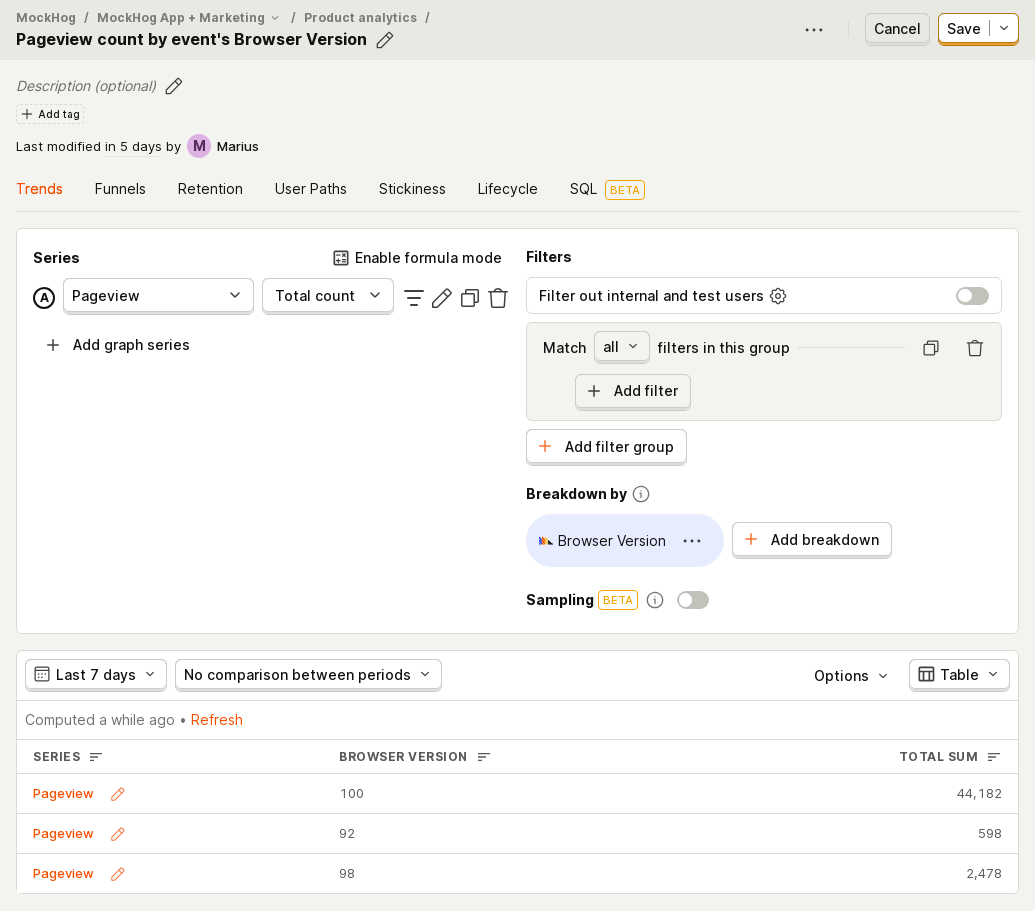 MockHog / MockHog App + Marketing / Product analytics /
Pageview count by event's Browser Version
Cancel
Save
Description (optional)
Add tag
Last modified in 5 days by M Marius
Trends Funnels Retention User Paths Stickiness Lifecycle SQL BETA
Series
Enable formula mode
A Pageview Total count
Add graph series
Filters
Filter out internal and test users
Match all filters in this group
Add filter
Add filter group
Breakdown by
Browser Version
Add breakdown
Sampling BETA
Last 7 days No comparison between periods Options Table
Computed a while ago • Refresh
SERIES BROWSER VERSION TOTAL SUM
Pageview 100 44,182
Pageview 92 598
Pageview 98 2,478